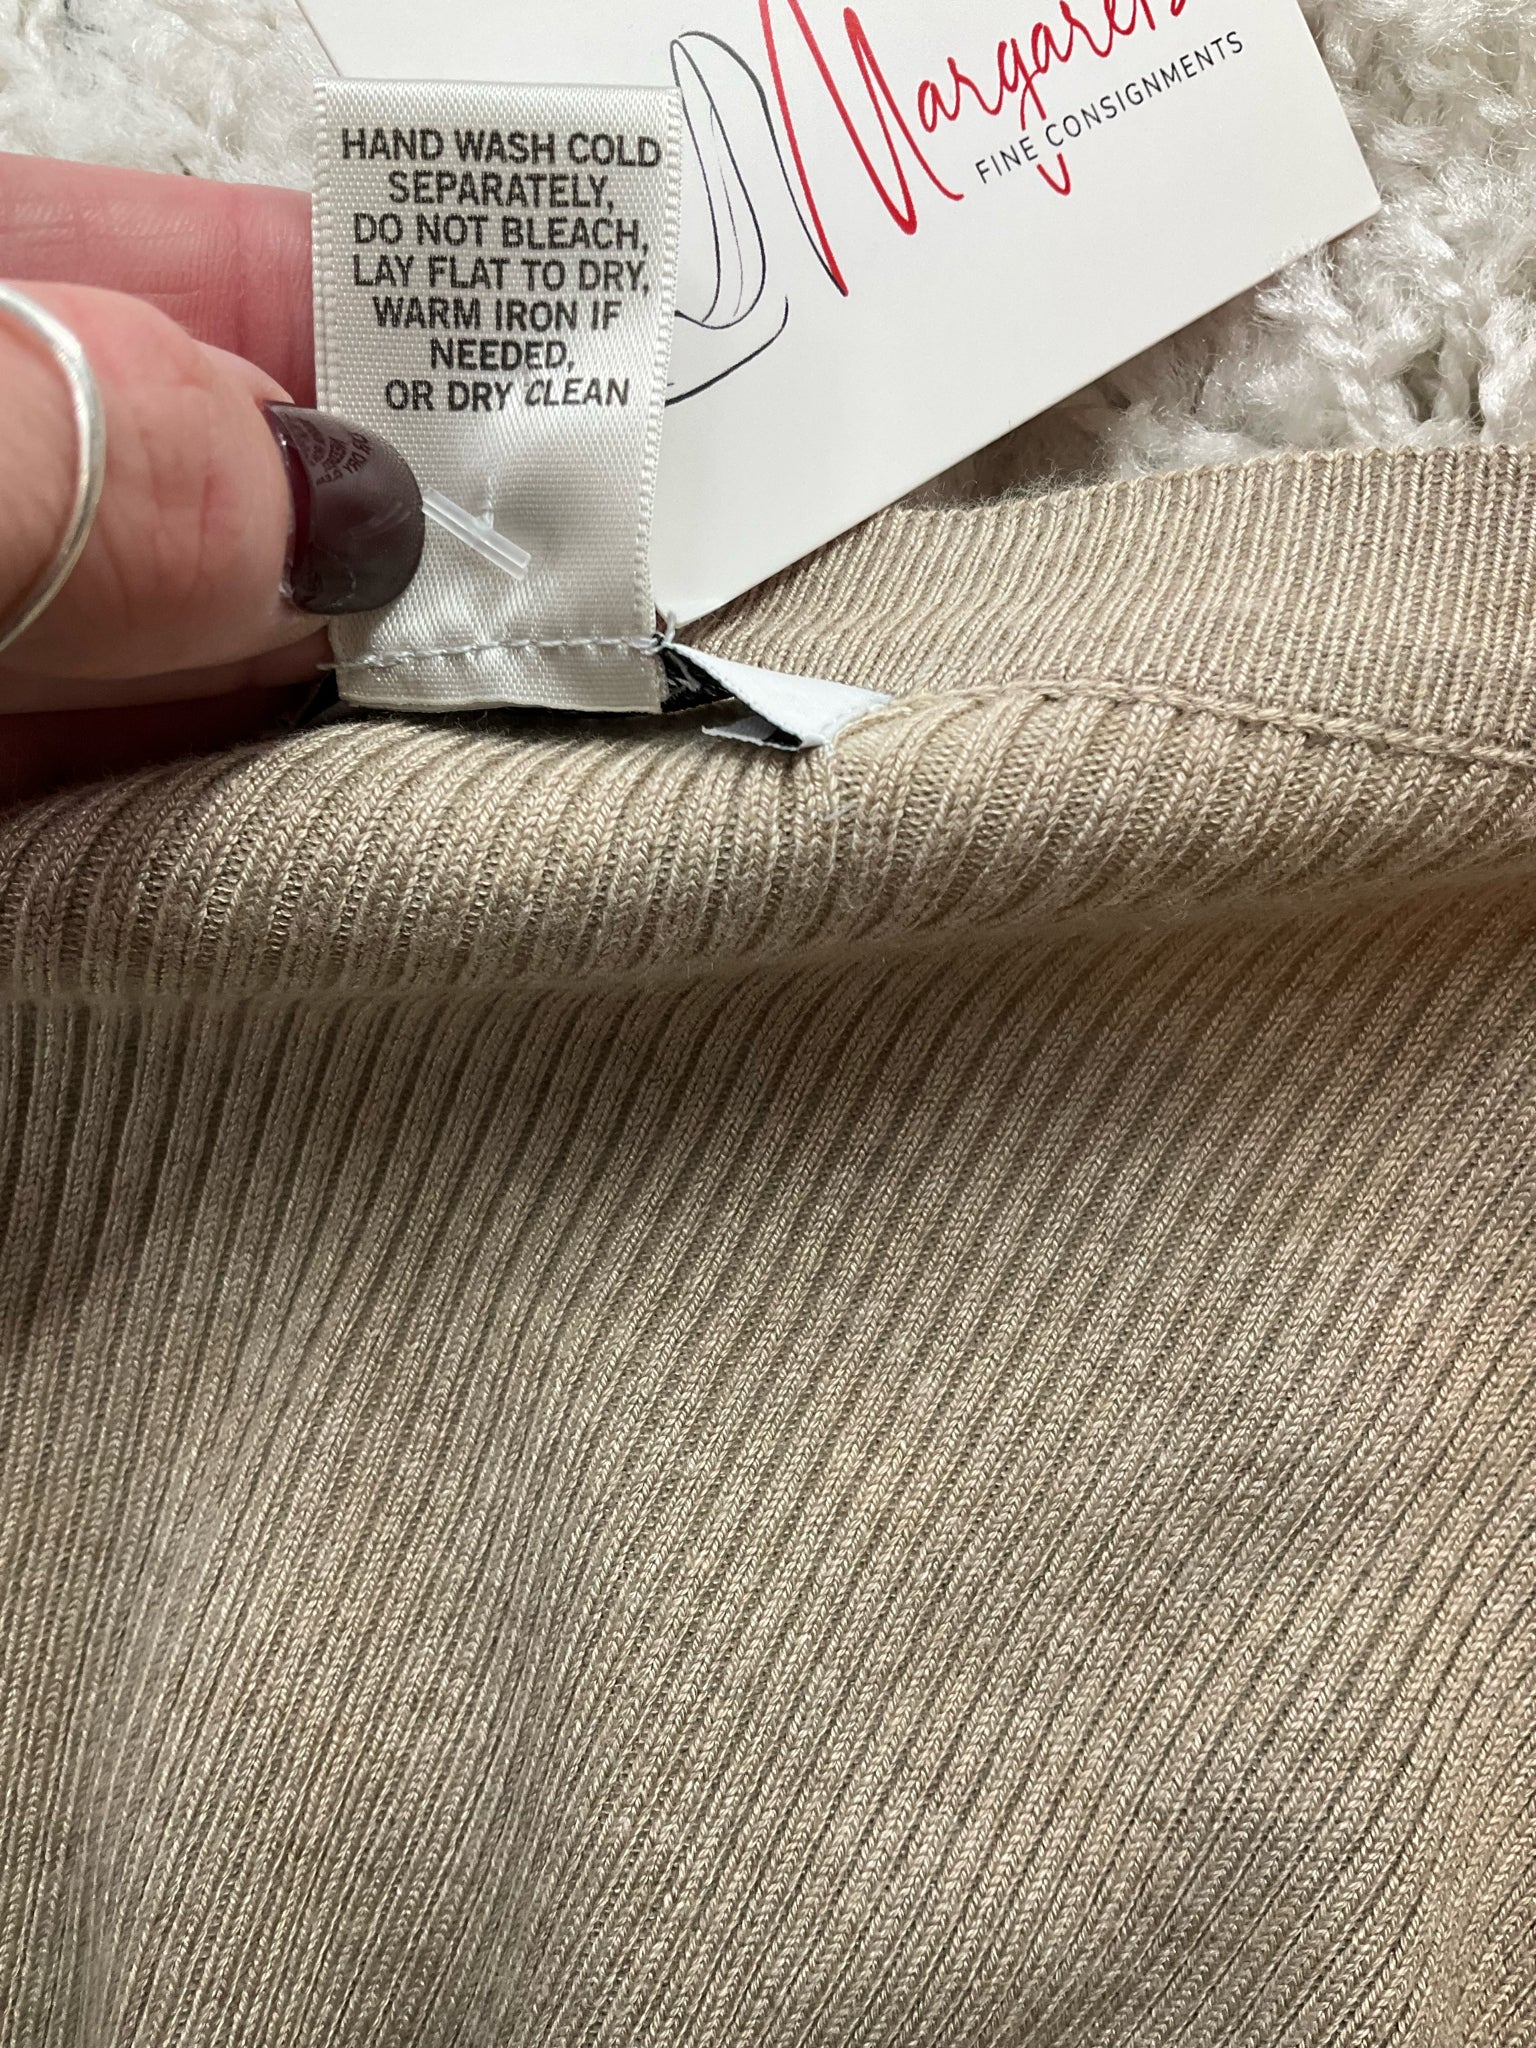 Margarets
FINE CONSIGNMENTS
HAND WASH COLD
SEPARATELY,
DO NOT BLEACH,
LAY FLAT TO DRY,
WARM IRON IF
NEEDED,
OR DRY CLEAN